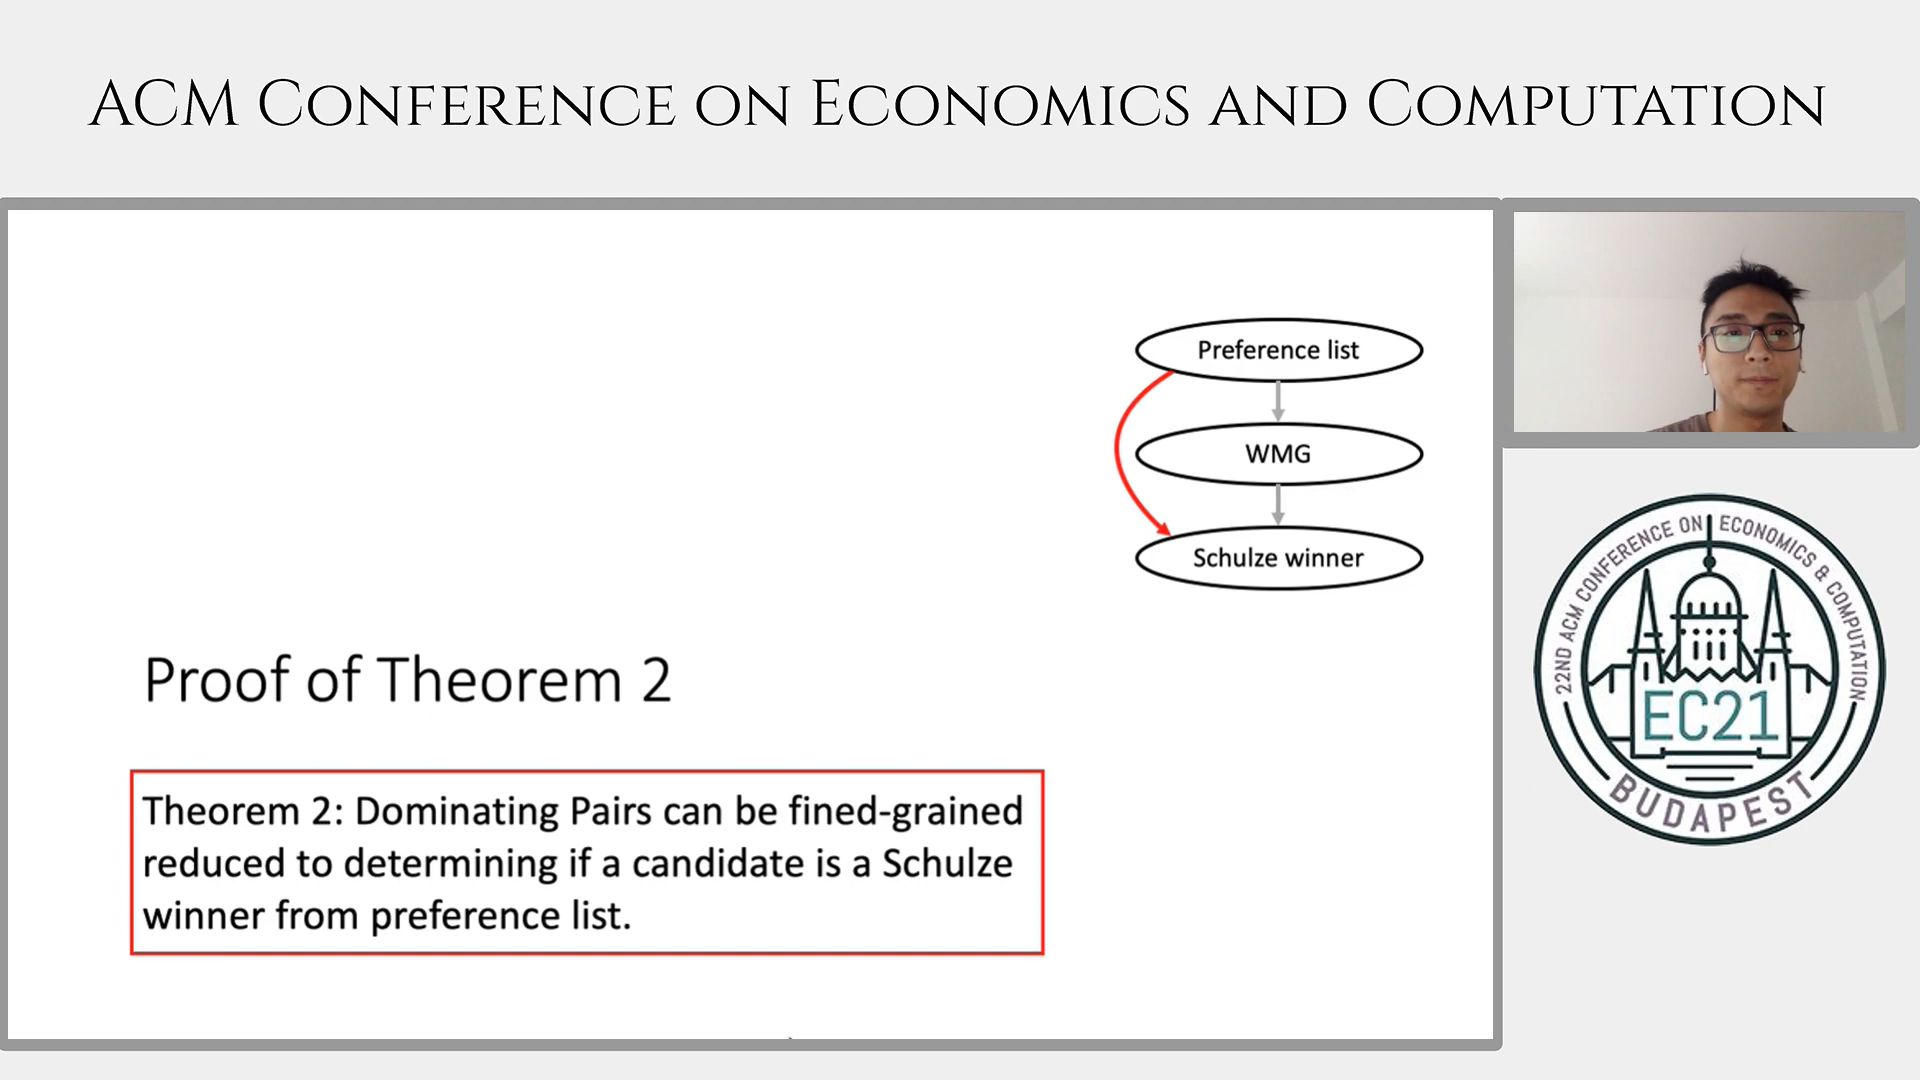 ACM CONFERENCE ON ECONOMICS AND COMPUTATION
Preference list
WMG
Schulze winner
Proof of Theorem 2
Theorem 2: Dominating Pairs can be fined-grained
reduced to determining if a candidate is a Schulze
winner from preference list.
22ND ACM CONFERENCE ON ECONOMICS & COMPUTATION
EC21
BUDAPEST